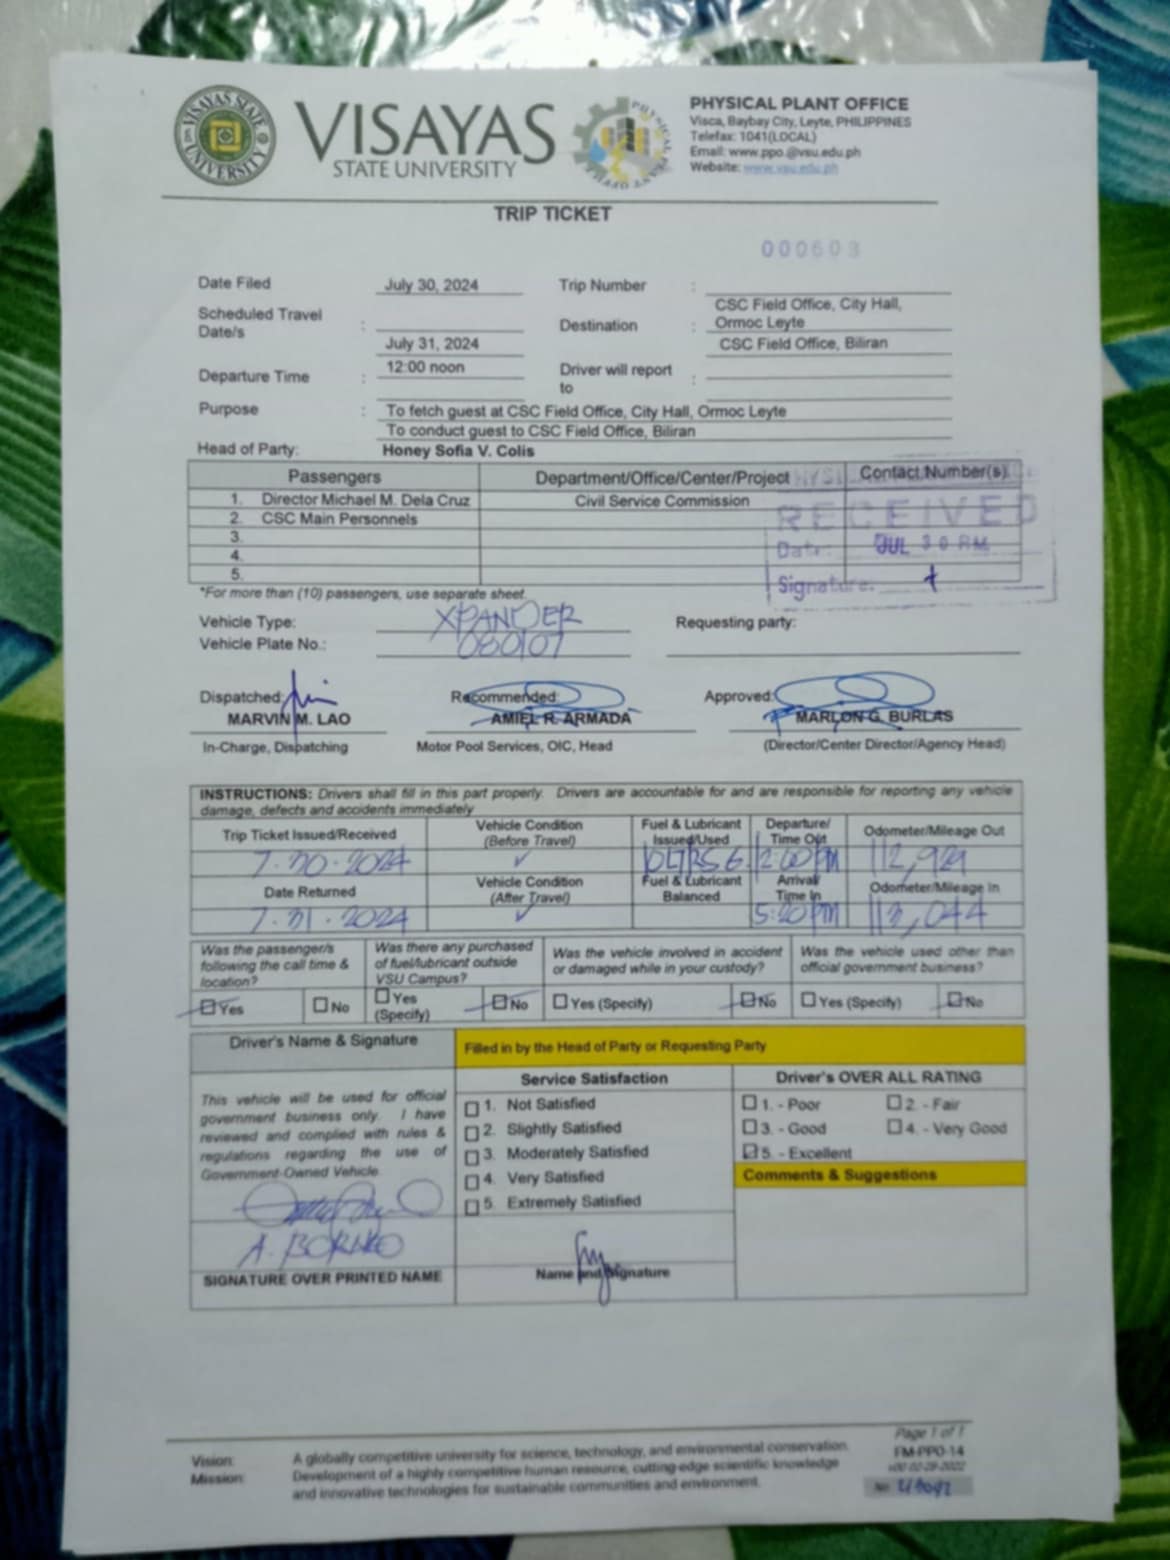 VISAYAS STATE UNIVERSITY
VISAYAS
STATE UNIVERSITY
PHYSICAL PLANT OFFICE
Visca, Baybay City, Leyte, PHILIPPINES
Telefax: 1041(LOCAL)
Email: www.ppo.@vsu.edu.ph
Website: www.vsu.edu.ph
TRIP TICKET
000603
Date Filed July 30, 2024 Trip Number :
Scheduled Travel Date/s : July 31, 2024 Destination : CSC Field Office, City Hall, Ormoc Leyte
CSC Field Office, Biliran
Departure Time : 12:00 noon Driver will report to :
Purpose : To fetch guest at CSC Field Office, City Hall, Ormoc Leyte
To conduct guest to CSC Field Office, Biliran
Head of Party: Honey Sofia V. Colis
Passengers Department/Office/Center/Project Contact Number(s)
1. Director Michael M. Dela Cruz Civil Service Commission
2. CSC Main Personnels
3.
4.
5.
RECEIVED
Date: JUL 30 PM
Signature:
*For more than (10) passengers, use separate sheet.
Vehicle Type: XPANDER Requesting party:
Vehicle Plate No.: 080107
Dispatched: Recommended: Approved:
MARVIN M. LAO AMIEL R. ARMADA MARLON G. BURLAS
In-Charge, Dispatching Motor Pool Services, OIC, Head (Director/Center Director/Agency Head)
INSTRUCTIONS: Drivers shall fill in this part properly. Drivers are accountable for and are responsible for reporting any vehicle
damage, defects and accidents immediately
Trip Ticket Issued/Received Vehicle Condition (Before Travel) Fuel & Lubricant Issued/Used Departure/ Time Out Odometer/Mileage Out
7.30.2024 ✓ 112,929
Date Returned Vehicle Condition (After Travel) Fuel & Lubricant Balanced Arrival/ Time In Odometer/Mileage In
7.31.2024 ✓ 5:20pm 113,044
Was the passenger/s following the call time & location? Was there any purchased of fuel/lubricant outside VSU Campus? Was the vehicle involved in accident or damaged while in your custody? Was the vehicle used other than official government business?
☑ Yes ☐ No ☐ Yes (Specify) ☑ No ☐ Yes (Specify) ☑ No ☐ Yes (Specify) ☑ No
Driver's Name & Signature Filled in by the Head of Party or Requesting Party
Service Satisfaction Driver's OVER ALL RATING
This vehicle will be used for official
government business only. I have
reviewed and complied with rules &
regulations regarding the use of
Government-Owned Vehicle.
☐ 1. Not Satisfied
☐ 2. Slightly Satisfied
☐ 3. Moderately Satisfied
☐ 4. Very Satisfied
☐ 5. Extremely Satisfied
☐ 1. - Poor ☐ 2. - Fair
☐ 3. - Good ☐ 4. - Very Good
☑ 5. - Excellent
Comments & Suggestions
A. BORNEO
SIGNATURE OVER PRINTED NAME
Name and Signature
Vision: A globally competitive university for science, technology, and environmental conservation.
Mission: Development of a highly competitive human resource, cutting-edge scientific knowledge
and innovative technologies for sustainable communities and environment.
Page 1 of 1
FM-PPO-14
v00 02-28-2022
No.